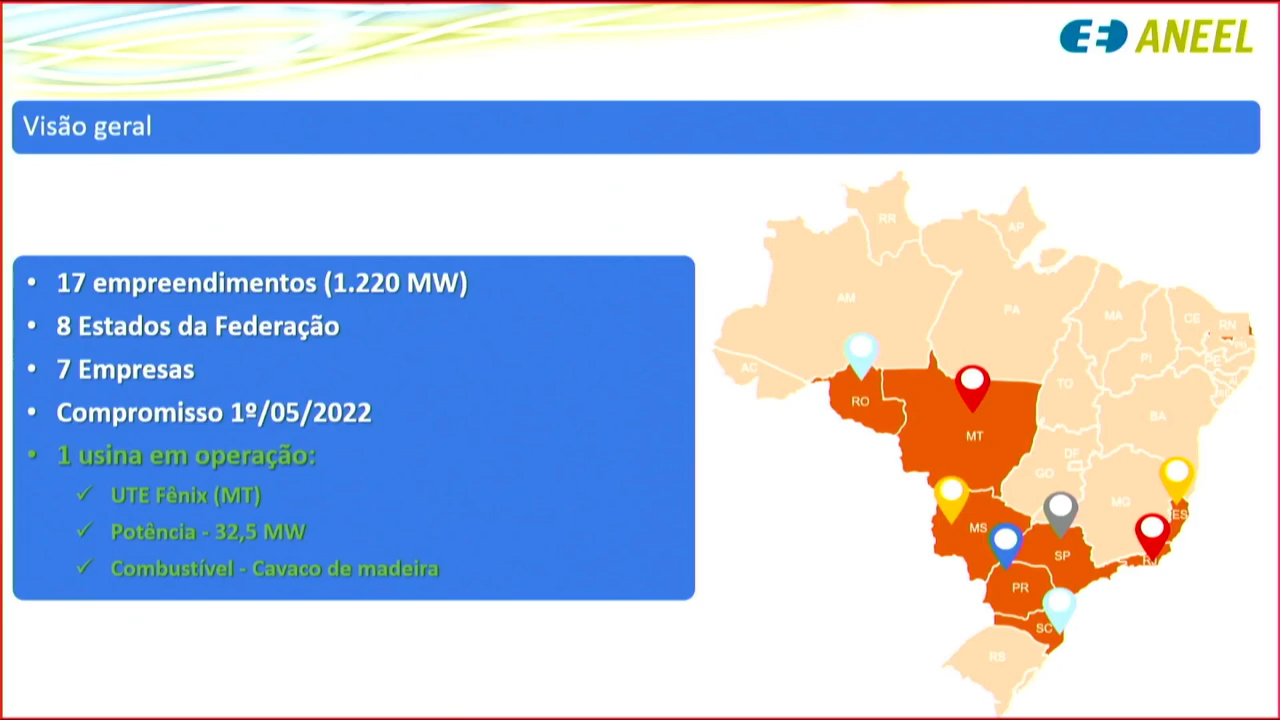 ANEEL
Visão geral
• 17 empreendimentos (1.220 MW)
• 8 Estados da Federação
• 7 Empresas
• Compromisso 1º/05/2022
• 1 usina em operação:
✓ UTE Fênix (MT)
✓ Potência - 32,5 MW
✓ Combustível - Cavaco de madeira
RR
AP
AM
PA
MA
CE
RN
PI
PE
AC
TO
RO
BA
MT
DF
GO
MG
ES
MS
SP
RJ
PR
SC
RS